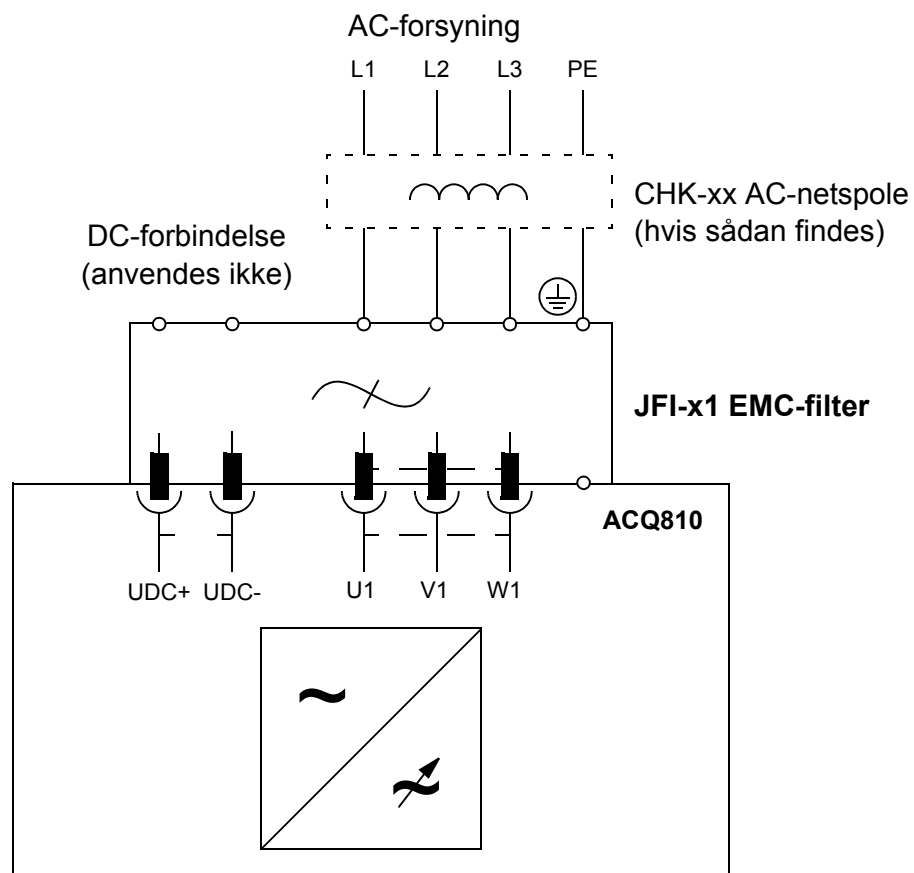 AC-forsyning
L1 L2 L3 PE
CHK-xx AC-netspole
(hvis sådan findes)
DC-forbindelse
(anvendes ikke)
JFI-x1 EMC-filter
ACQ810
UDC+ UDC- U1 V1 W1